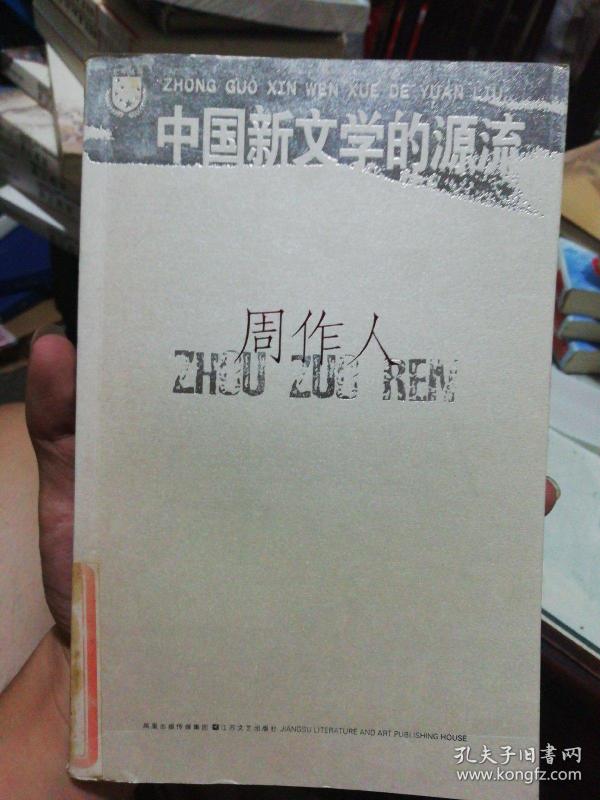 ZHONG GUO XIN WEN XUE DE YUAN LIU
中国新文学的源流
周作人
ZHOU ZUO REN
凤凰出版传媒集团 江苏文艺出版社 JIANGSU LITERATURE AND ART PUBLISHING HOUSE
孔夫子旧书网
www.kongfz.com